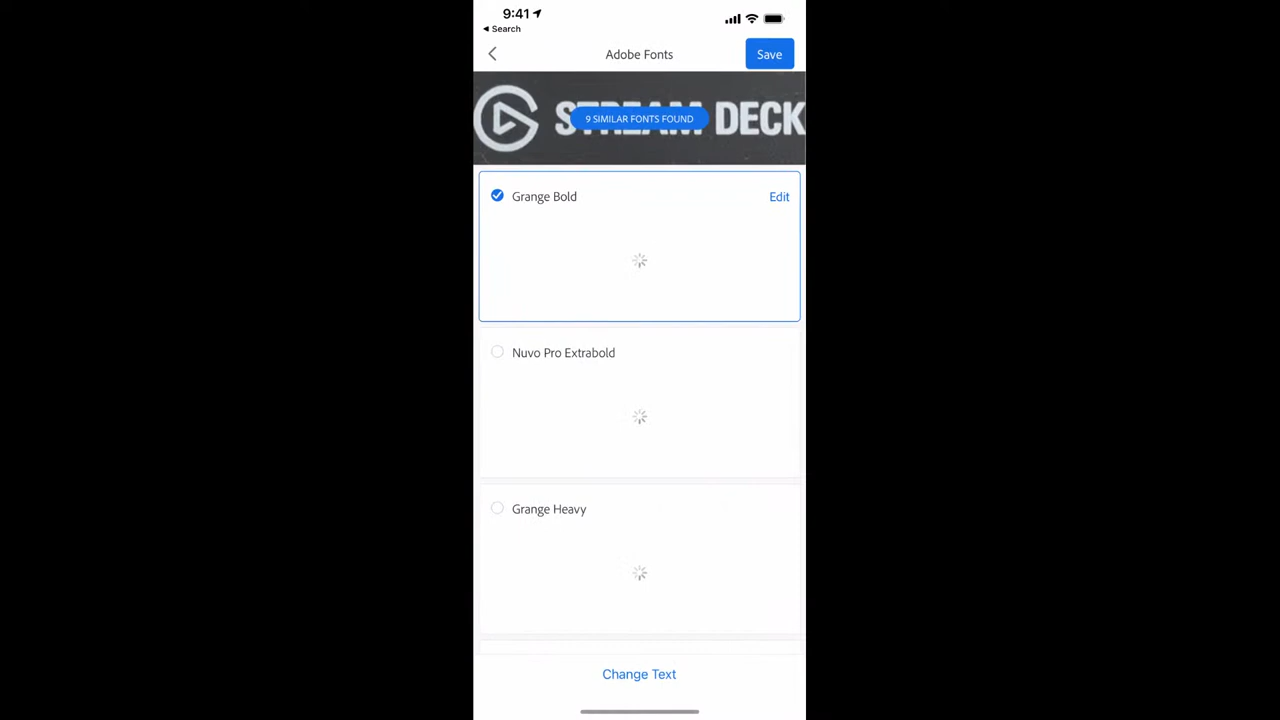 9:41
Search
Adobe Fonts
Save
STREAM DECK
9 SIMILAR FONTS FOUND
Grange Bold
Edit
Nuvo Pro Extrabold
Grange Heavy
Change Text